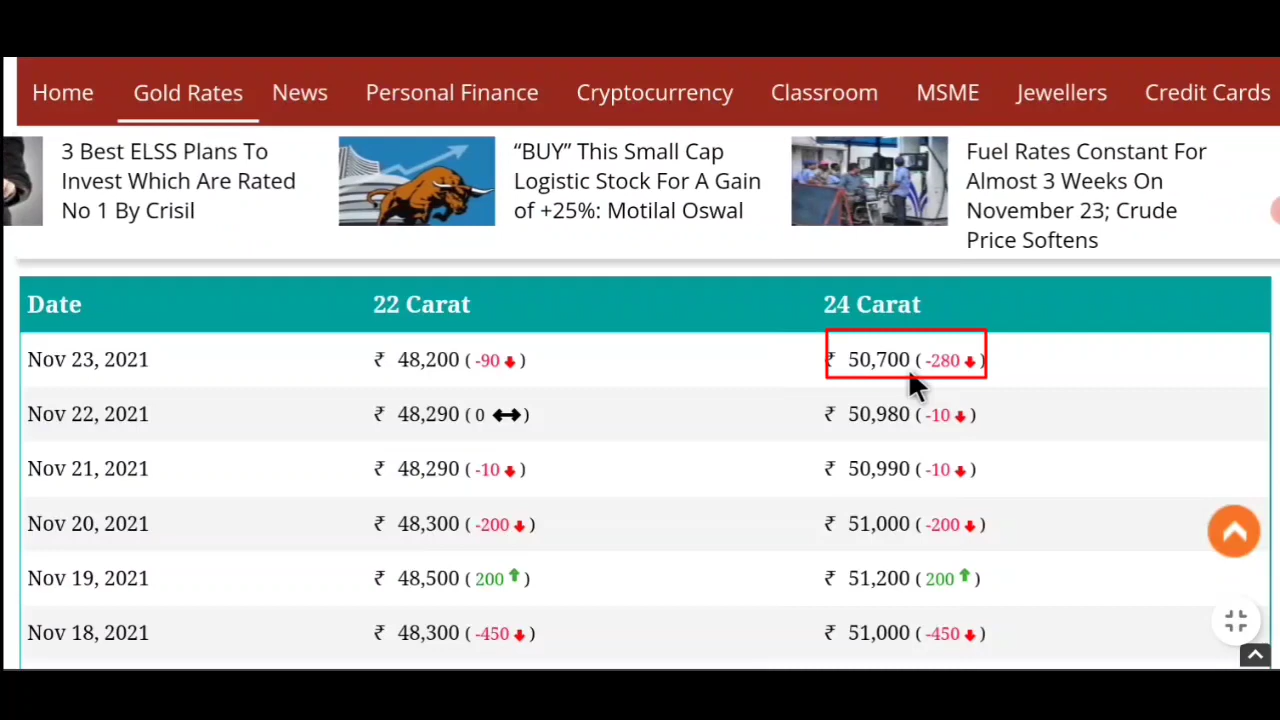 Home Gold Rates News Personal Finance Cryptocurrency Classroom MSME Jewellers Credit Cards
3 Best ELSS Plans To
Invest Which Are Rated
No 1 By Crisil
“BUY” This Small Cap
Logistic Stock For A Gain
of +25%: Motilal Oswal
Fuel Rates Constant For
Almost 3 Weeks On
November 23; Crude
Price Softens
Date 22 Carat 24 Carat
Nov 23, 2021 ₹ 48,200 ( -90 ) ₹ 50,700 ( -280 )
Nov 22, 2021 ₹ 48,290 ( 0 ) ₹ 50,980 ( -10 )
Nov 21, 2021 ₹ 48,290 ( -10 ) ₹ 50,990 ( -10 )
Nov 20, 2021 ₹ 48,300 ( -200 ) ₹ 51,000 ( -200 )
Nov 19, 2021 ₹ 48,500 ( 200 ) ₹ 51,200 ( 200 )
Nov 18, 2021 ₹ 48,300 ( -450 ) ₹ 51,000 ( -450 )